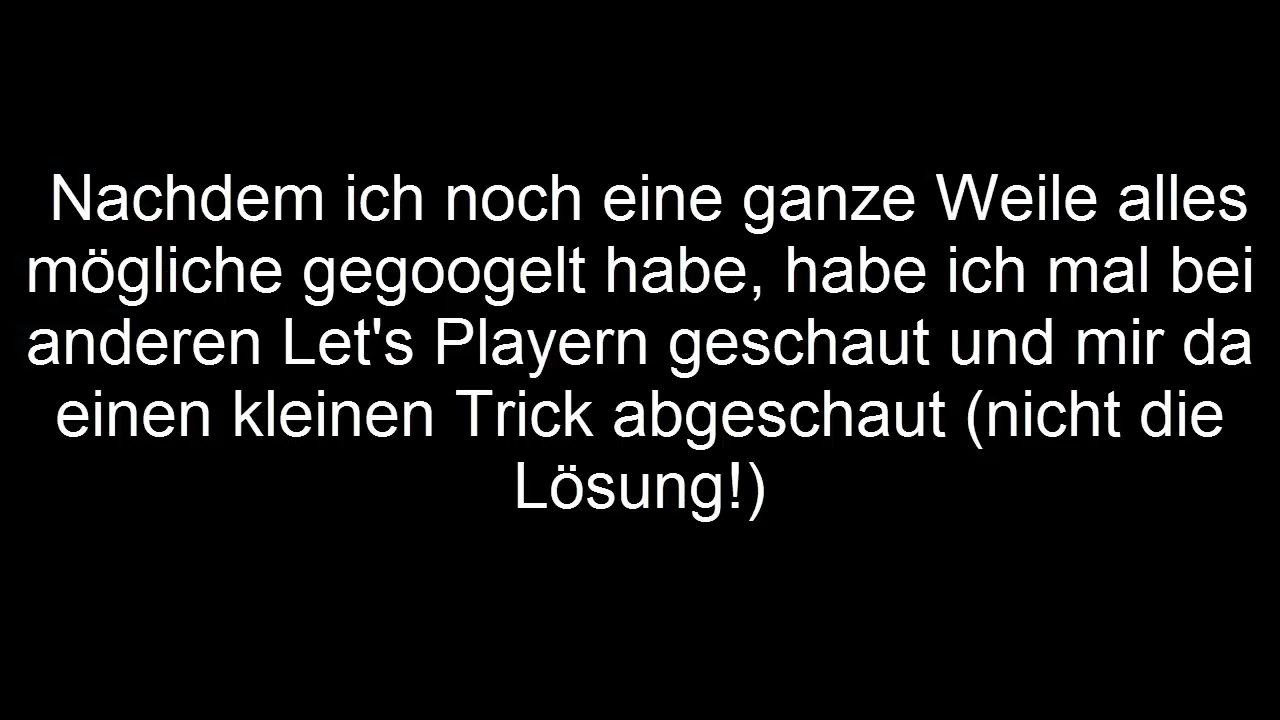 Nachdem ich noch eine ganze Weile alles
mögliche gegoogelt habe, habe ich mal bei
anderen Let's Playern geschaut und mir da
einen kleinen Trick abgeschaut (nicht die
Lösung!)